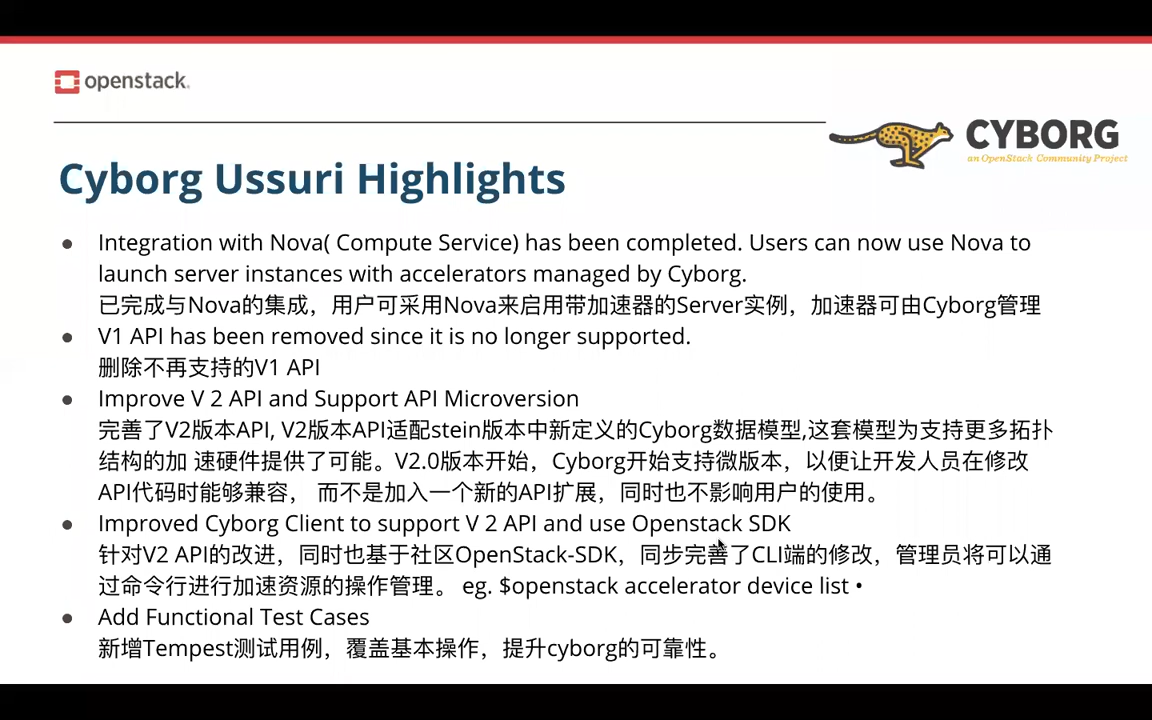 openstack.
CYBORG
an OpenStack Community Project
Cyborg Ussuri Highlights
● Integration with Nova( Compute Service) has been completed. Users can now use Nova to
launch server instances with accelerators managed by Cyborg.
已完成与Nova的集成，用户可采用Nova来启用带加速器的Server实例，加速器可由Cyborg管理
● V1 API has been removed since it is no longer supported.
删除不再支持的V1 API
● Improve V 2 API and Support API Microversion
完善了V2版本API, V2版本API适配stein版本中新定义的Cyborg数据模型,这套模型为支持更多拓扑
结构的加 速硬件提供了可能。V2.0版本开始，Cyborg开始支持微版本，以便让开发人员在修改
API代码时能够兼容， 而不是加入一个新的API扩展，同时也不影响用户的使用。
● Improved Cyborg Client to support V 2 API and use Openstack SDK
针对V2 API的改进，同时也基于社区OpenStack-SDK，同步完善了CLI端的修改，管理员将可以通
过命令行进行加速资源的操作管理。 eg. $openstack accelerator device list •
● Add Functional Test Cases
新增Tempest测试用例，覆盖基本操作，提升cyborg的可靠性。